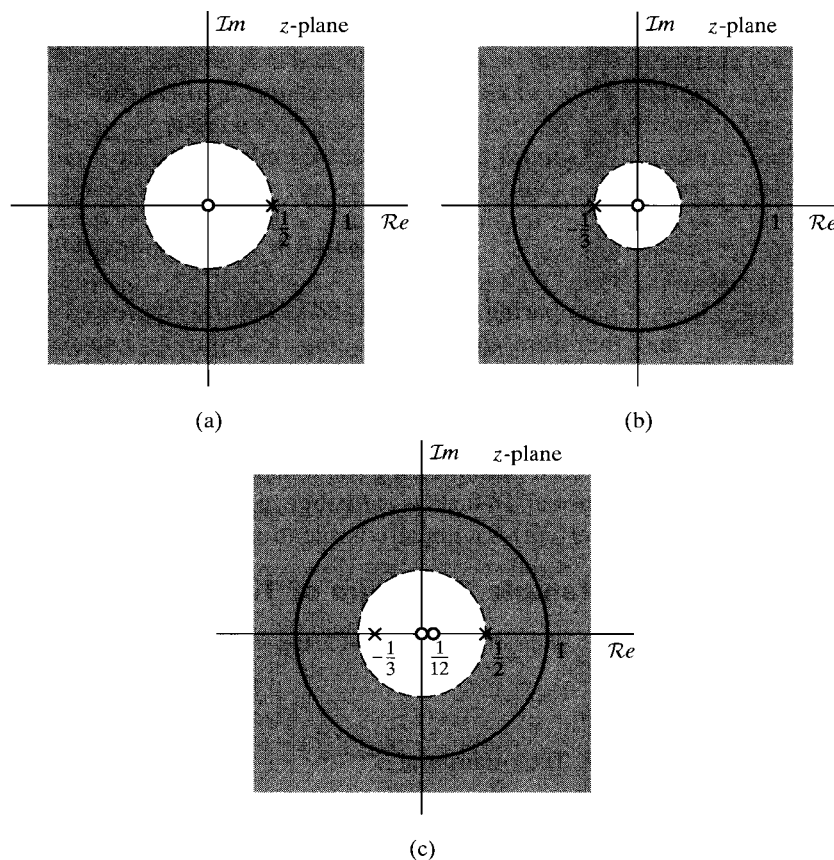 Im z-plane
Im z-plane
1/2 1 Re
-1/3 1 Re
(a)
(b)
Im z-plane
-1/3 1/12 1/2 1 Re
(c)